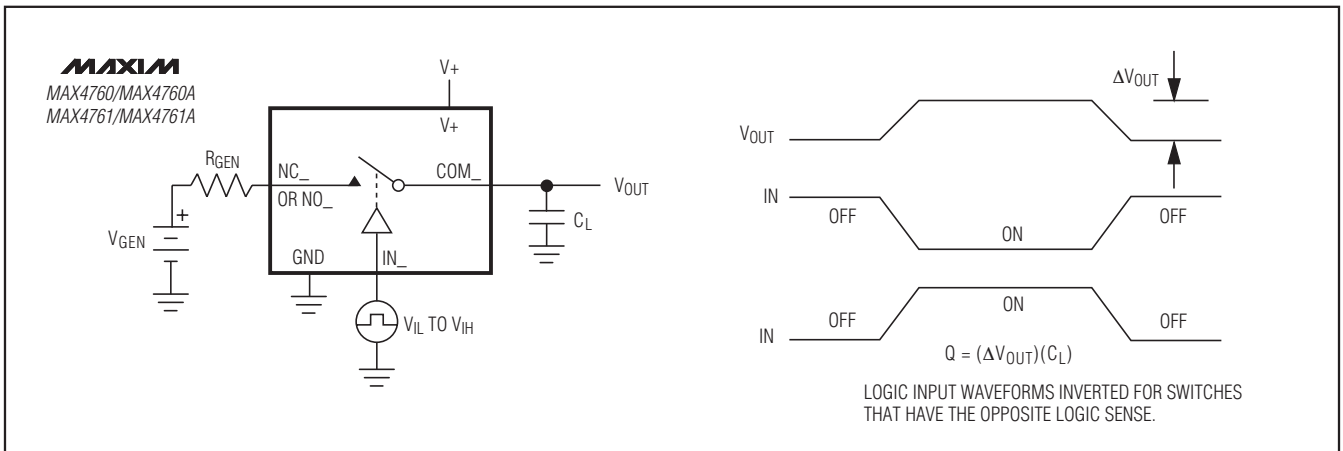 MAXIM
MAX4760/MAX4760A
MAX4761/MAX4761A
V+
V+
RGEN
NC_
OR NO_
COM_
VOUT
CL
VGEN
+
GND
IN_
VIL TO VIH
ΔVOUT
VOUT
IN
OFF
ON
OFF
IN
OFF
ON
OFF
Q = (ΔVOUT)(CL)
LOGIC INPUT WAVEFORMS INVERTED FOR SWITCHES
THAT HAVE THE OPPOSITE LOGIC SENSE.